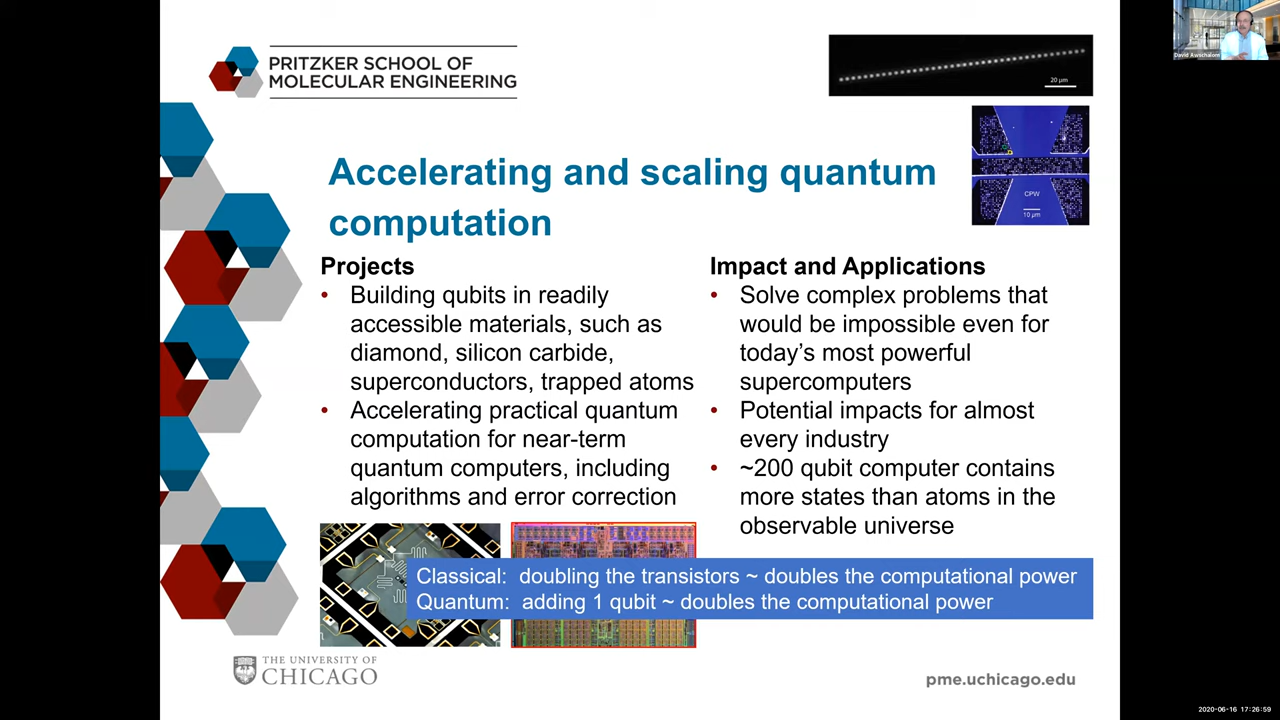 PRITZKER SCHOOL OF
MOLECULAR ENGINEERING
20 µm
David Awschalom
CPW
10 µm
Accelerating and scaling quantum
computation
Projects
• Building qubits in readily
accessible materials, such as
diamond, silicon carbide,
superconductors, trapped atoms
• Accelerating practical quantum
computation for near-term
quantum computers, including
algorithms and error correction
Impact and Applications
• Solve complex problems that
would be impossible even for
today’s most powerful
supercomputers
• Potential impacts for almost
every industry
• ~200 qubit computer contains
more states than atoms in the
observable universe
Classical: doubling the transistors ~ doubles the computational power
Quantum: adding 1 qubit ~ doubles the computational power
THE UNIVERSITY OF
CHICAGO
pme.uchicago.edu
2020-06-16 17:26:59